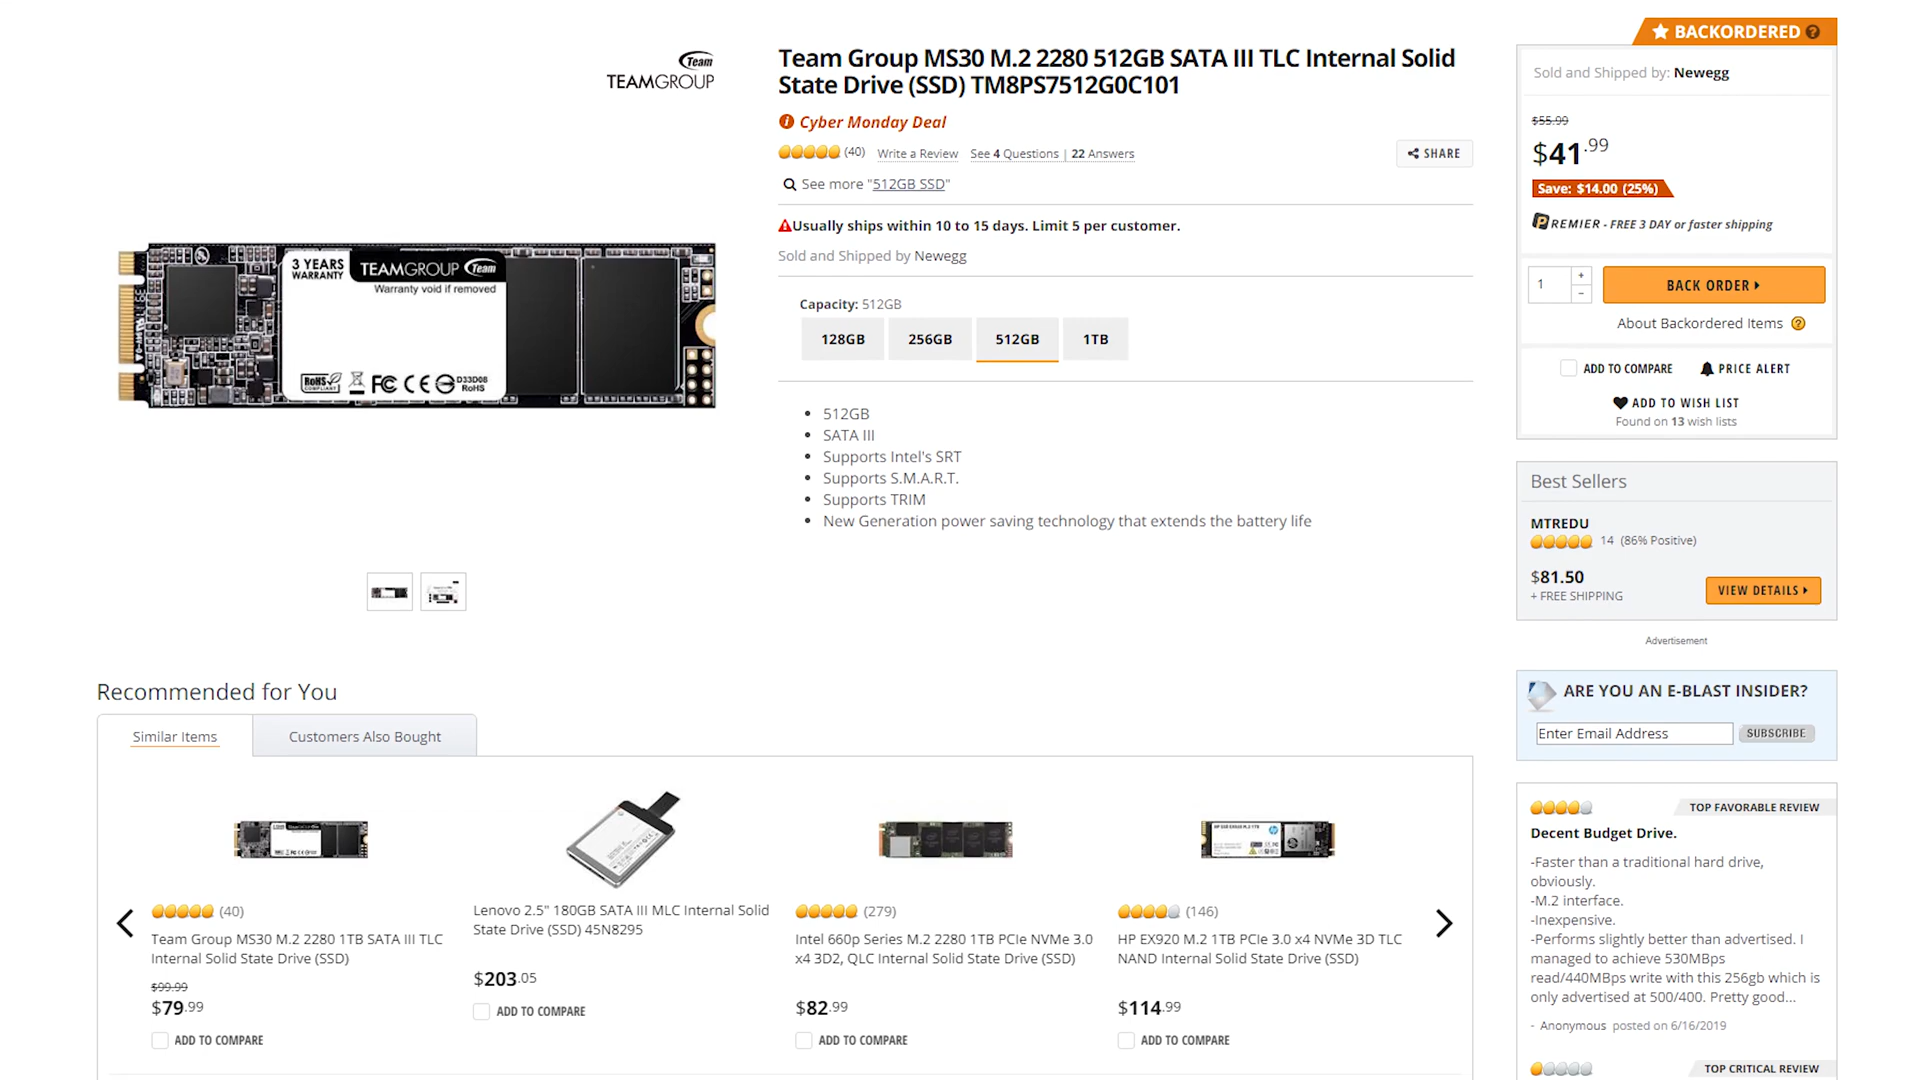 BACKORDERED
Team
TEAMGROUP
Team Group MS30 M.2 2280 512GB SATA III TLC Internal Solid
State Drive (SSD) TM8PS7512G0C101
Cyber Monday Deal
(40) Write a Review See 4 Questions | 22 Answers
SHARE
See more "512GB SSD"
Usually ships within 10 to 15 days. Limit 5 per customer.
Sold and Shipped by Newegg
Capacity: 512GB
128GB 256GB 512GB 1TB
512GB
SATA III
Supports Intel's SRT
Supports S.M.A.R.T.
Supports TRIM
New Generation power saving technology that extends the battery life
3 YEARS
WARRANTY
TEAMGROUP Team
Warranty void if removed
RoHS
COMPLIANT
FC CE
D33D08
RoHS
Sold and Shipped by: Newegg
$55.99
$41.99
Save: $14.00 (25%)
PREMIER - FREE 3 DAY or faster shipping
1 + -
BACK ORDER
About Backordered Items ?
ADD TO COMPARE PRICE ALERT
ADD TO WISH LIST
Found on 13 wish lists
Best Sellers
MTREDU
14 (86% Positive)
$81.50
+ FREE SHIPPING
VIEW DETAILS
Advertisement
ARE YOU AN E-BLAST INSIDER?
Enter Email Address SUBSCRIBE
TOP FAVORABLE REVIEW
Decent Budget Drive.
-Faster than a traditional hard drive,
obviously.
-M.2 interface.
-Inexpensive.
-Performs slightly better than advertised. I
managed to achieve 530MBps
read/440MBps write with this 256gb which is
only advertised at 500/400. Pretty good...
- Anonymous posted on 6/16/2019
TOP CRITICAL REVIEW
Recommended for You
Similar Items Customers Also Bought
(40)
Team Group MS30 M.2 2280 1TB SATA III TLC
Internal Solid State Drive (SSD)
$99.99
$79.99
ADD TO COMPARE
Lenovo 2.5" 180GB SATA III MLC Internal Solid
State Drive (SSD) 45N8295
$203.05
ADD TO COMPARE
(279)
Intel 660p Series M.2 2280 1TB PCIe NVMe 3.0
x4 3D2, QLC Internal Solid State Drive (SSD)
$82.99
ADD TO COMPARE
(146)
HP EX920 M.2 1TB PCIe 3.0 x4 NVMe 3D TLC
NAND Internal Solid State Drive (SSD)
$114.99
ADD TO COMPARE